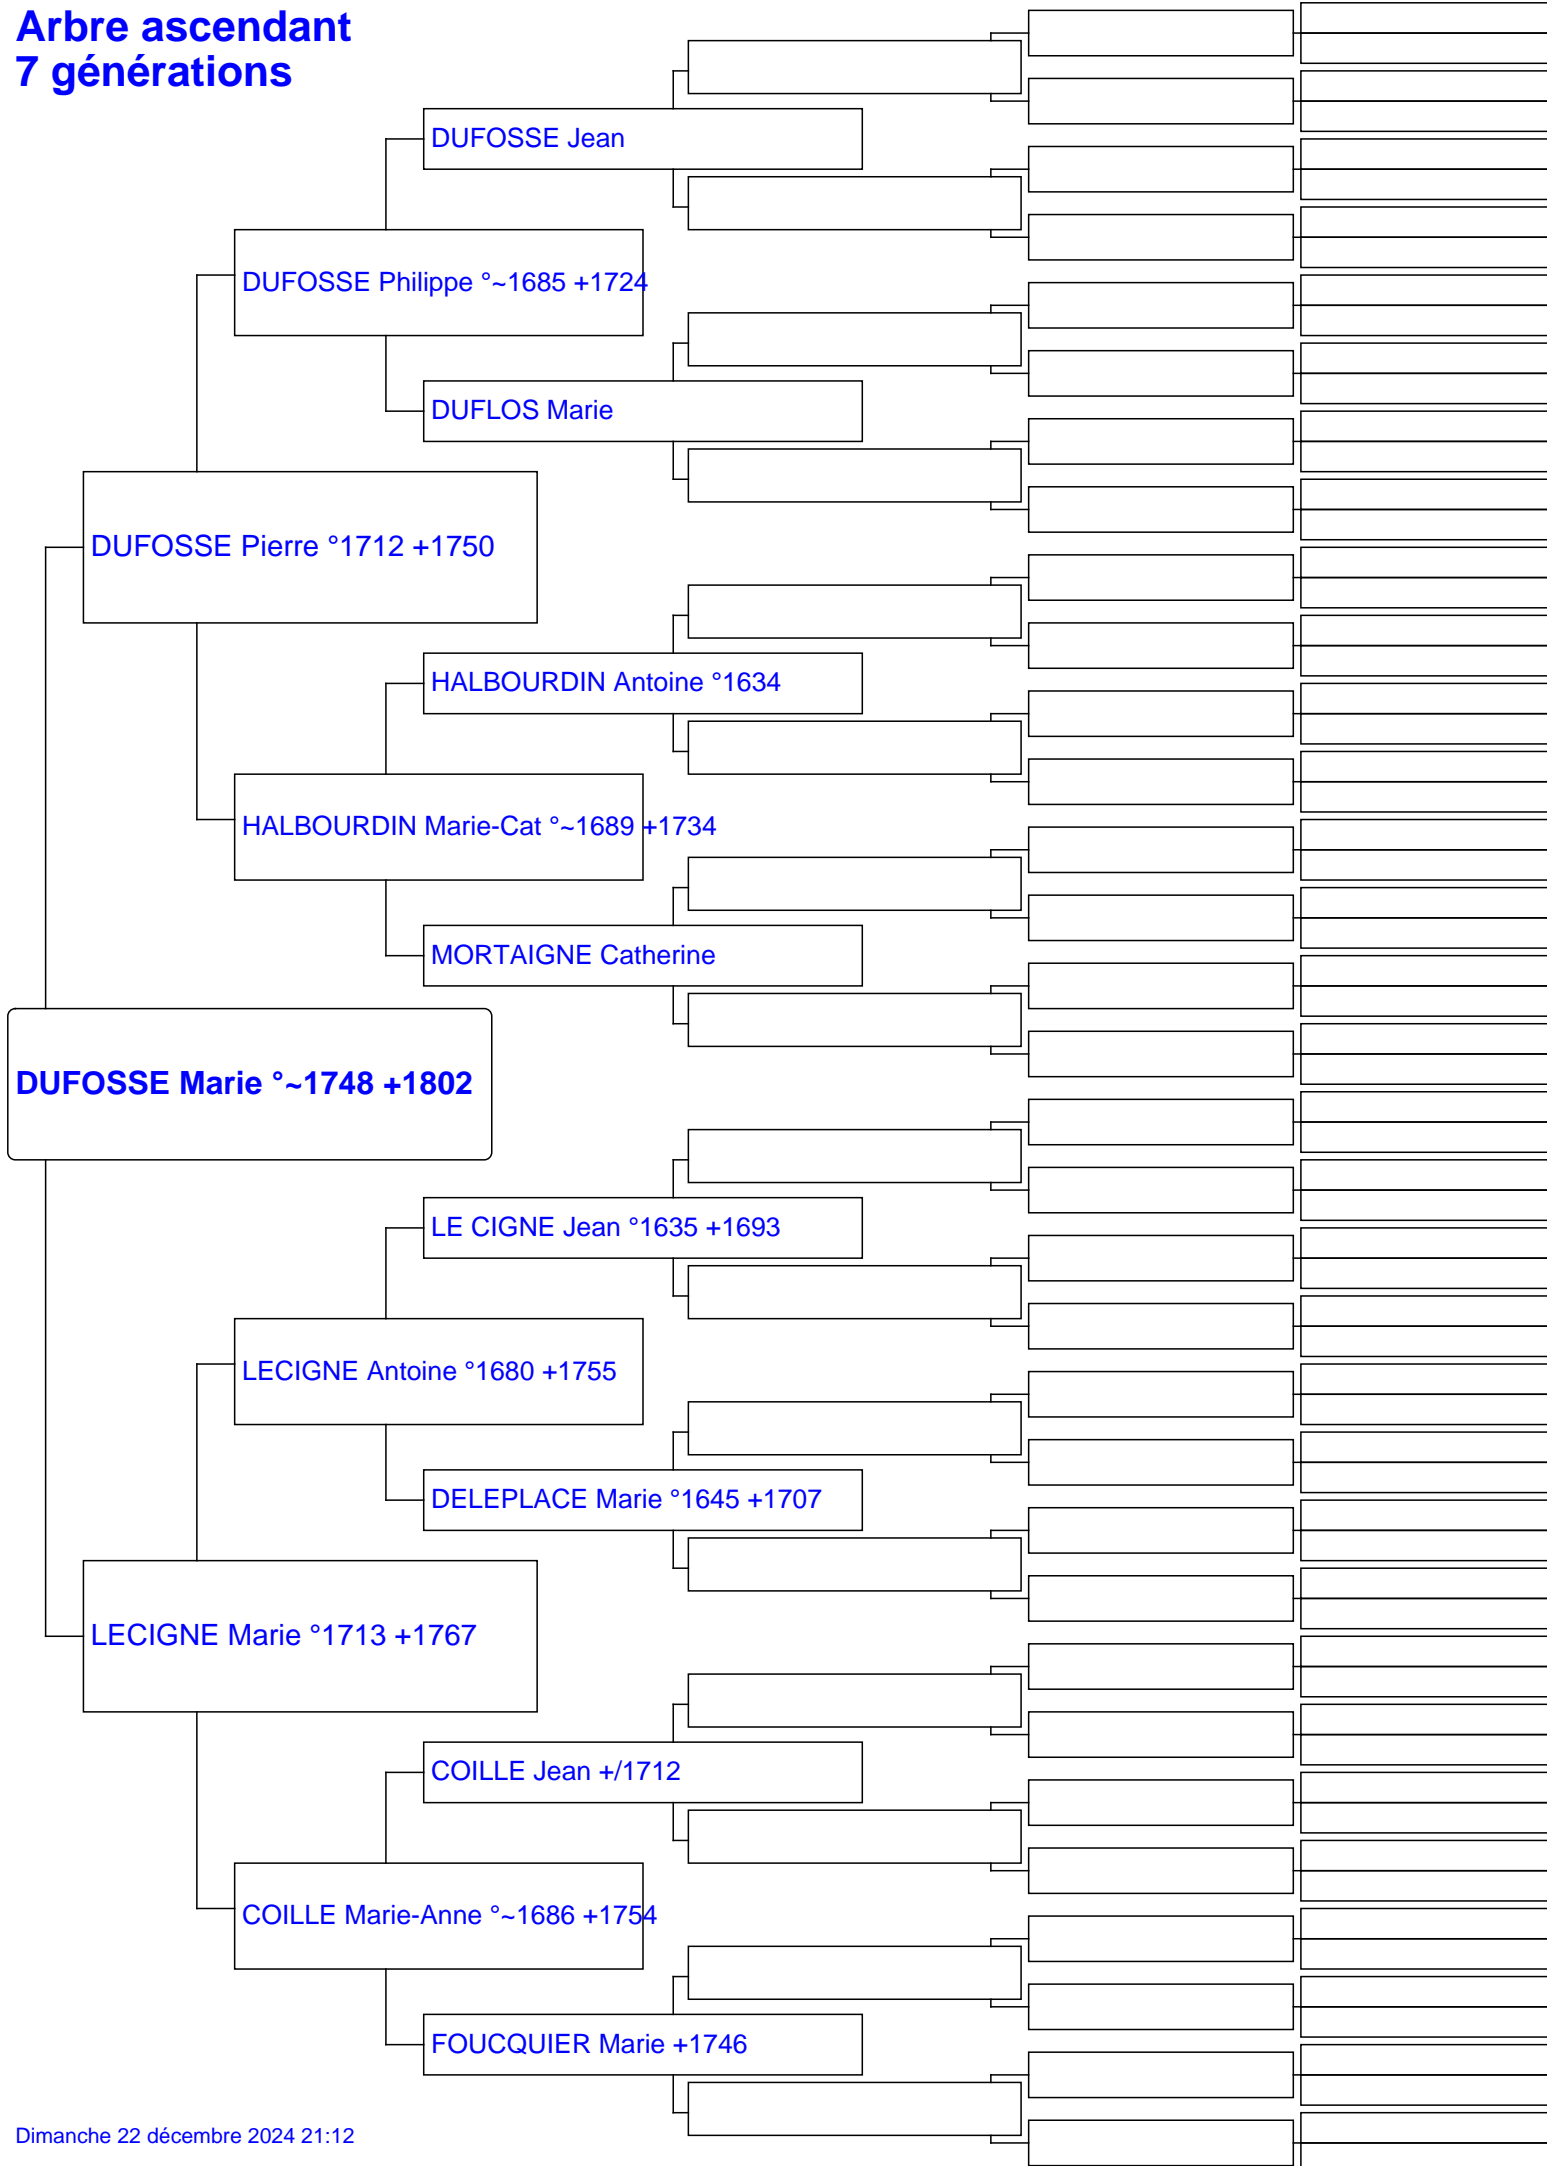 Arbre ascendant
7 générations
DUFOSSE Jean
DUFOSSE Philippe °~1685 +1724
DUFLOS Marie
DUFOSSE Pierre °1712 +1750
HALBOURDIN Antoine °1634
HALBOURDIN Marie-Cat °~1689 +1734
MORTAIGNE Catherine
DUFOSSE Marie °~1748 +1802
LE CIGNE Jean °1635 +1693
LECIGNE Antoine °1680 +1755
DELEPLACE Marie °1645 +1707
LECIGNE Marie °1713 +1767
COILLE Jean +/1712
COILLE Marie-Anne °~1686 +1754
FOUCQUIER Marie +1746
Dimanche 22 décembre 2024 21:12